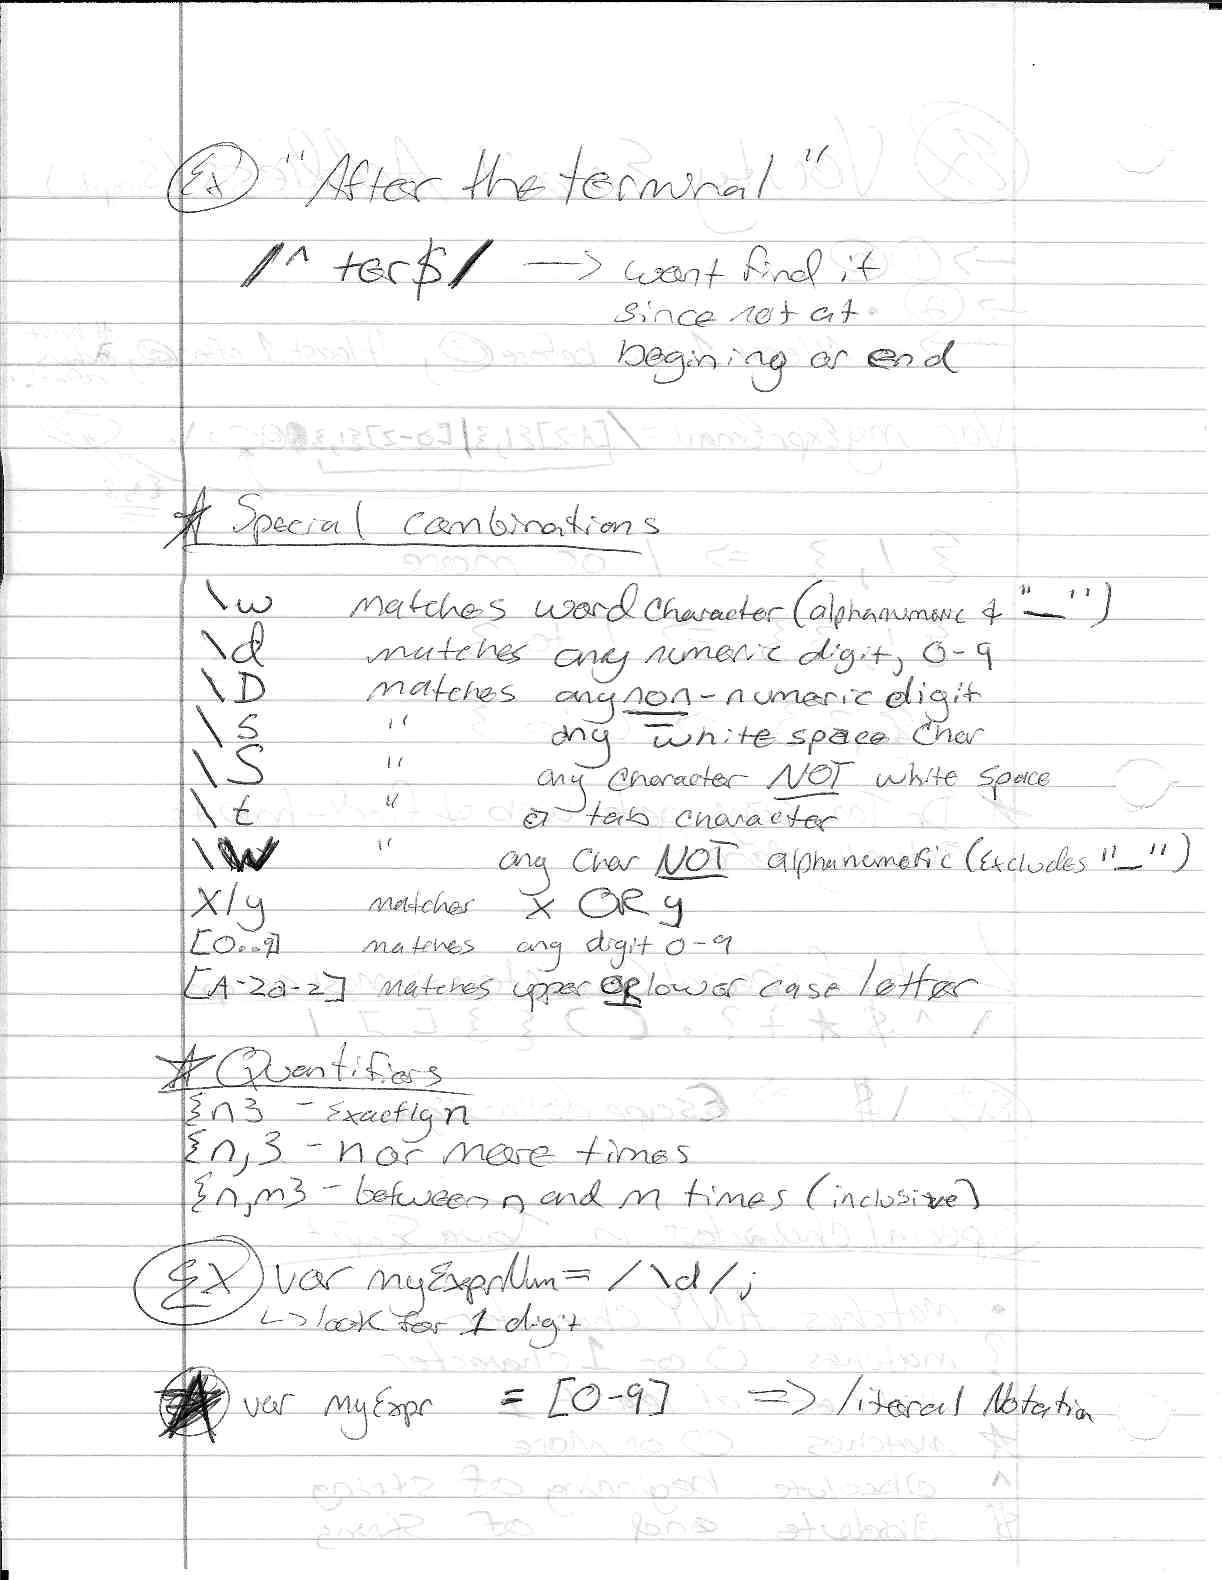 Ex "After the terminal"
/^ ter$/ —> wont find it
since not at
begining or end
* Special combinations
\w matches word character (alphanumeric & "_")
\d matches any numeric digit, 0-9
\D matches any non-numeric digit
\s " any white space char
\S " any character NOT white space
\t " a tab character
\W " any char NOT alphanumeric (Excludes "_")
X/y matches x OR y
[0..9] matches any digit 0-9
[A-Za-z] matches upper OR lower case letter
* Quantifiers
{n} - Exactly n
{n,} - n or more times
{n,m} - between n and m times (inclusive)
Ex var myExprNum = /\d/;
↳ look for 1 digit
* var myExpr = [0-9] => literal Notation